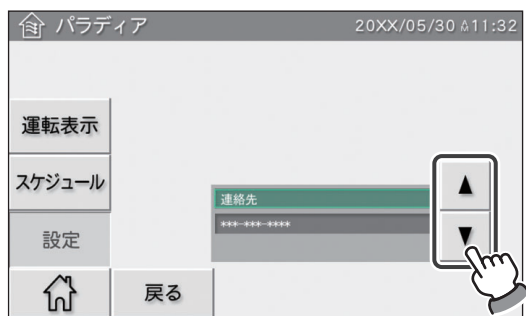 パラディア
20XX/05/30 11:32
運転表示
スケジュール
▲
連絡先
***-***-****
▼
設定
戻る